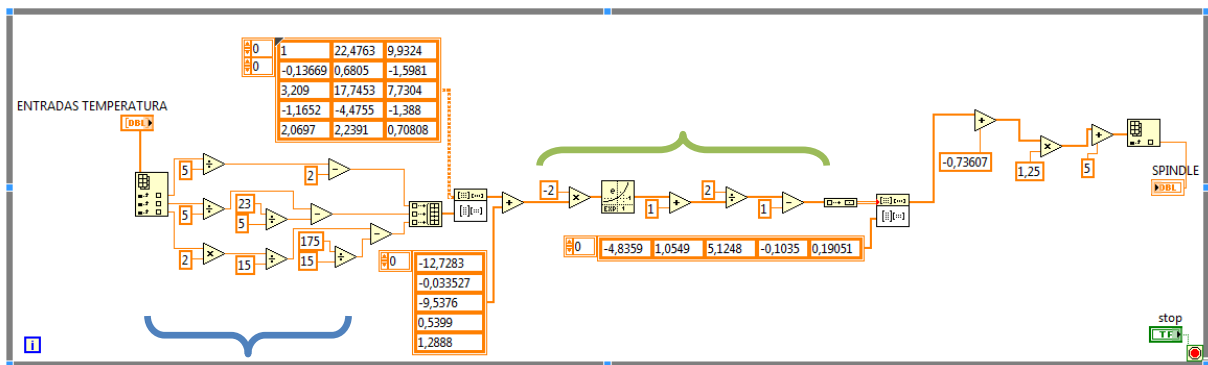 0 1 22,4763 9,9324
0 -0,13669 0,6805 -1,5981
3,209 17,7453 7,7304
-1,1652 -4,4755 -1,388
2,0697 2,2391 0,70808
ENTRADAS TEMPERATURA
DBL
5
2
5
23
5
2
15
175
15
0 -12,7283
-0,033527
-9,5376
0,5399
1,2888
-2
e
EXP
1
2
1
0 -4,8359 1,0549 5,1248 -0,1035 0,19051
-0,73607
1,25
5
SPINDLE
DBL
stop
TF
i